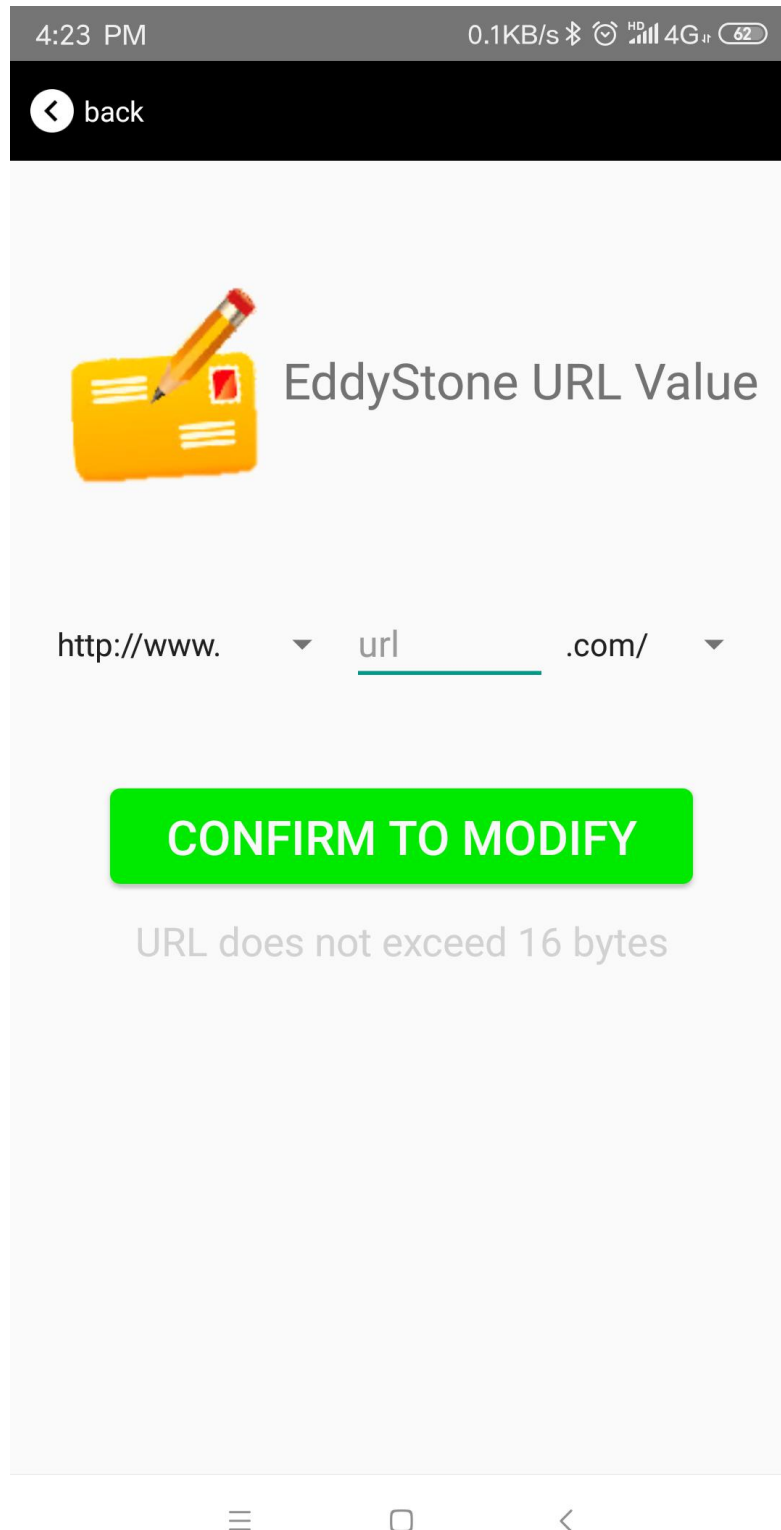 4:23 PM 0.1KB/s HD 4G 62
back
EddyStone URL Value
http://www. url .com/
CONFIRM TO MODIFY
URL does not exceed 16 bytes